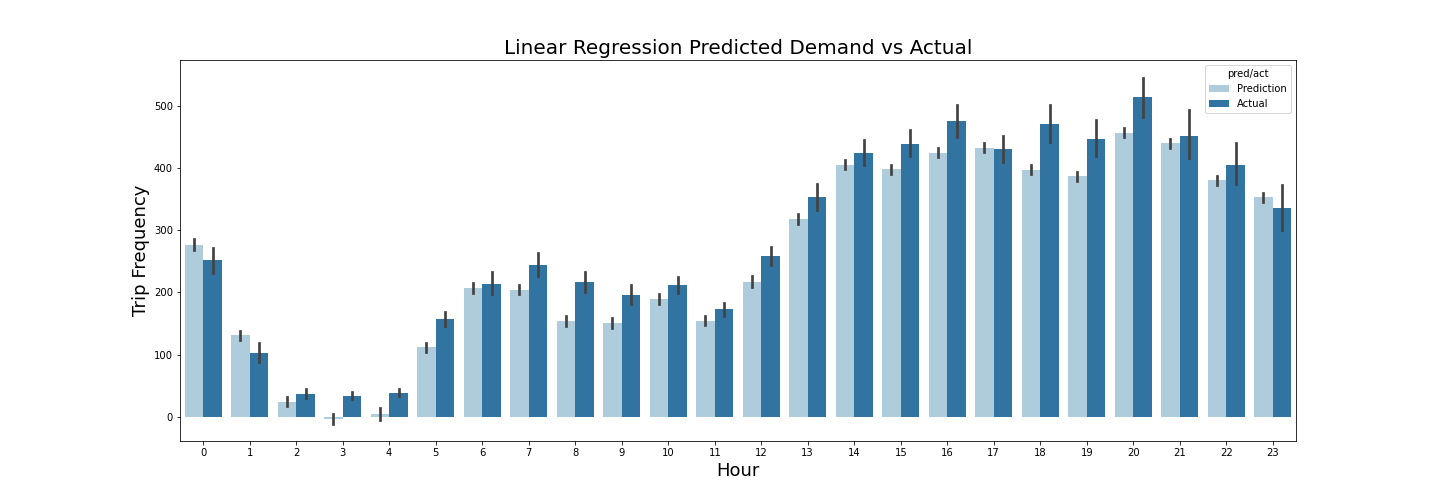 Linear Regression Predicted Demand vs Actual
pred/act
Prediction
Actual
Trip Frequency
500
400
300
200
100
0
0 1 2 3 4 5 6 7 8 9 10 11 12 13 14 15 16 17 18 19 20 21 22 23
Hour